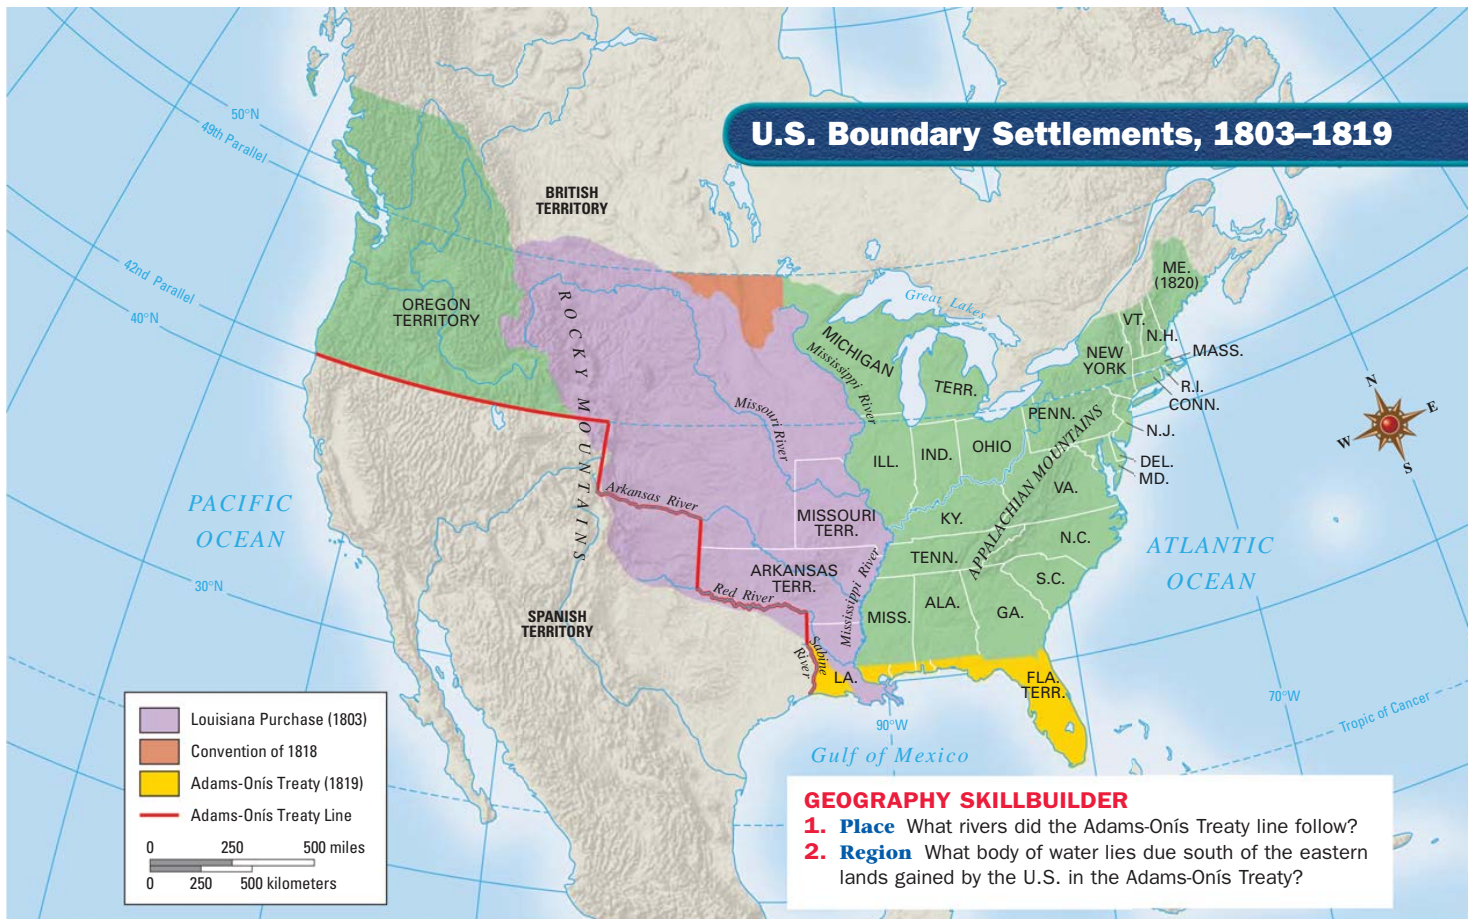 U.S. Boundary Settlements, 1803–1819
50°N
49th Parallel
42nd Parallel
40°N
30°N
BRITISH
TERRITORY
OREGON
TERRITORY
ROCKY MOUNTAINS
Great Lakes
ME.
(1820)
VT.
N.H.
MASS.
NEW
YORK
R.I.
CONN.
MICHIGAN
TERR.
Mississippi River
PENN.
N.J.
Missouri River
ILL.
IND.
OHIO
DEL.
MD.
APPALACHIAN MOUNTAINS
VA.
N
E
W
S
PACIFIC
OCEAN
Arkansas River
MISSOURI
TERR.
KY.
N.C.
ATLANTIC
OCEAN
TENN.
ARKANSAS
TERR.
Mississippi River
S.C.
Red River
MISS.
ALA.
GA.
SPANISH
TERRITORY
Sabine
River
LA.
FLA.
TERR.
90°W
70°W
Tropic of Cancer
Gulf of Mexico
Louisiana Purchase (1803)
Convention of 1818
Adams-Onís Treaty (1819)
Adams-Onís Treaty Line
0 250 500 miles
0 250 500 kilometers
GEOGRAPHY SKILLBUILDER
1. Place What rivers did the Adams-Onís Treaty line follow?
2. Region What body of water lies due south of the eastern
lands gained by the U.S. in the Adams-Onís Treaty?